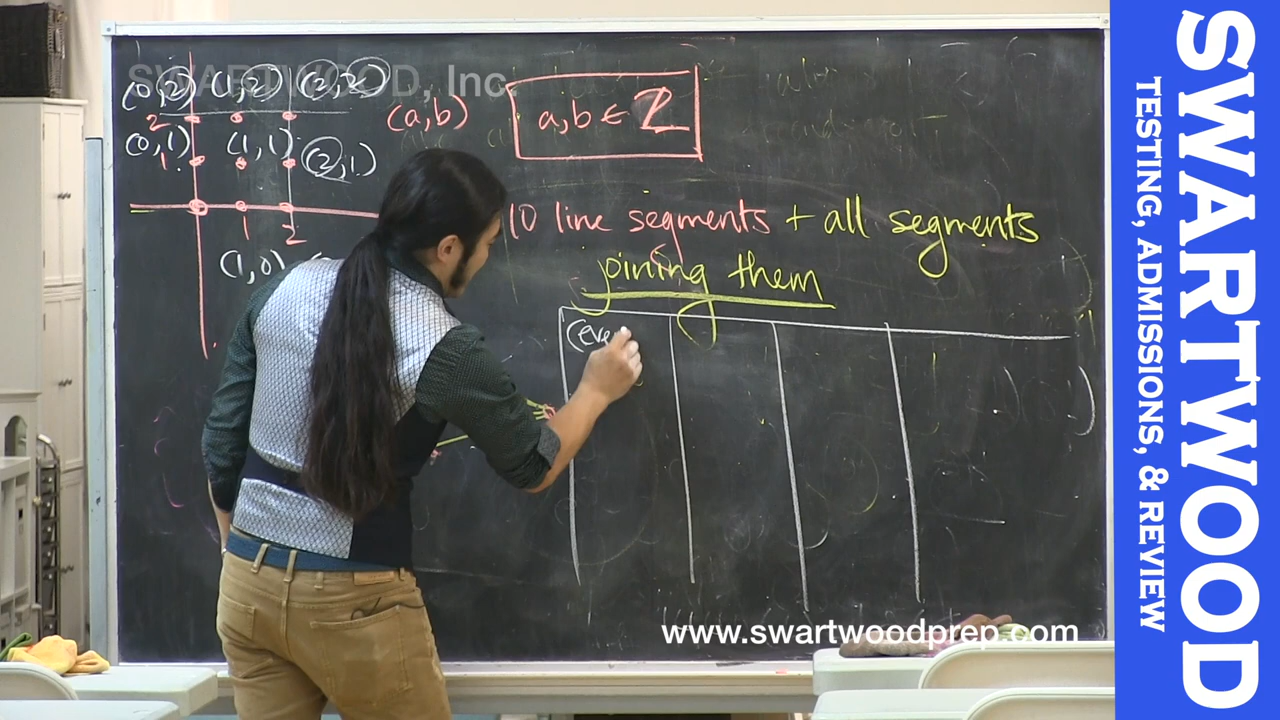 SWARTWOOD, Inc.
(0,2) (1,2) (2,2)
2
(0,1) (1,1) (2,1)
1
1 2
(1,0)
(a,b)
a,b ∈ Z
10 line segments + all segments
joining them
(eve
www.swartwoodprep.com
SWARTWOOD
TESTING, ADMISSIONS, & REVIEW